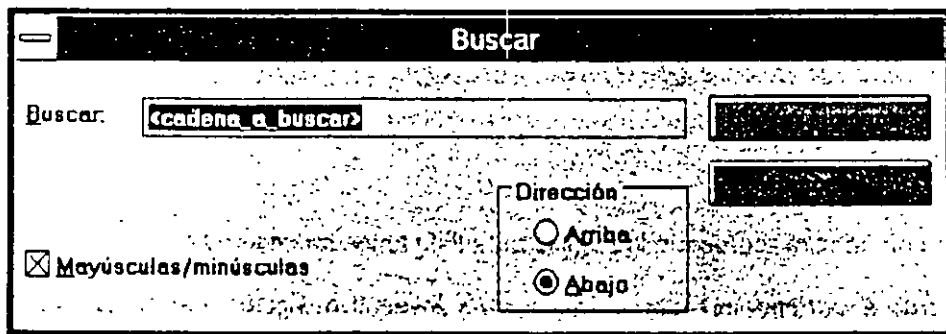 Buscar
Buscar: <cadena_a_buscar>
Dirección
Arriba
Mayúsculas/minúsculas
Abajo